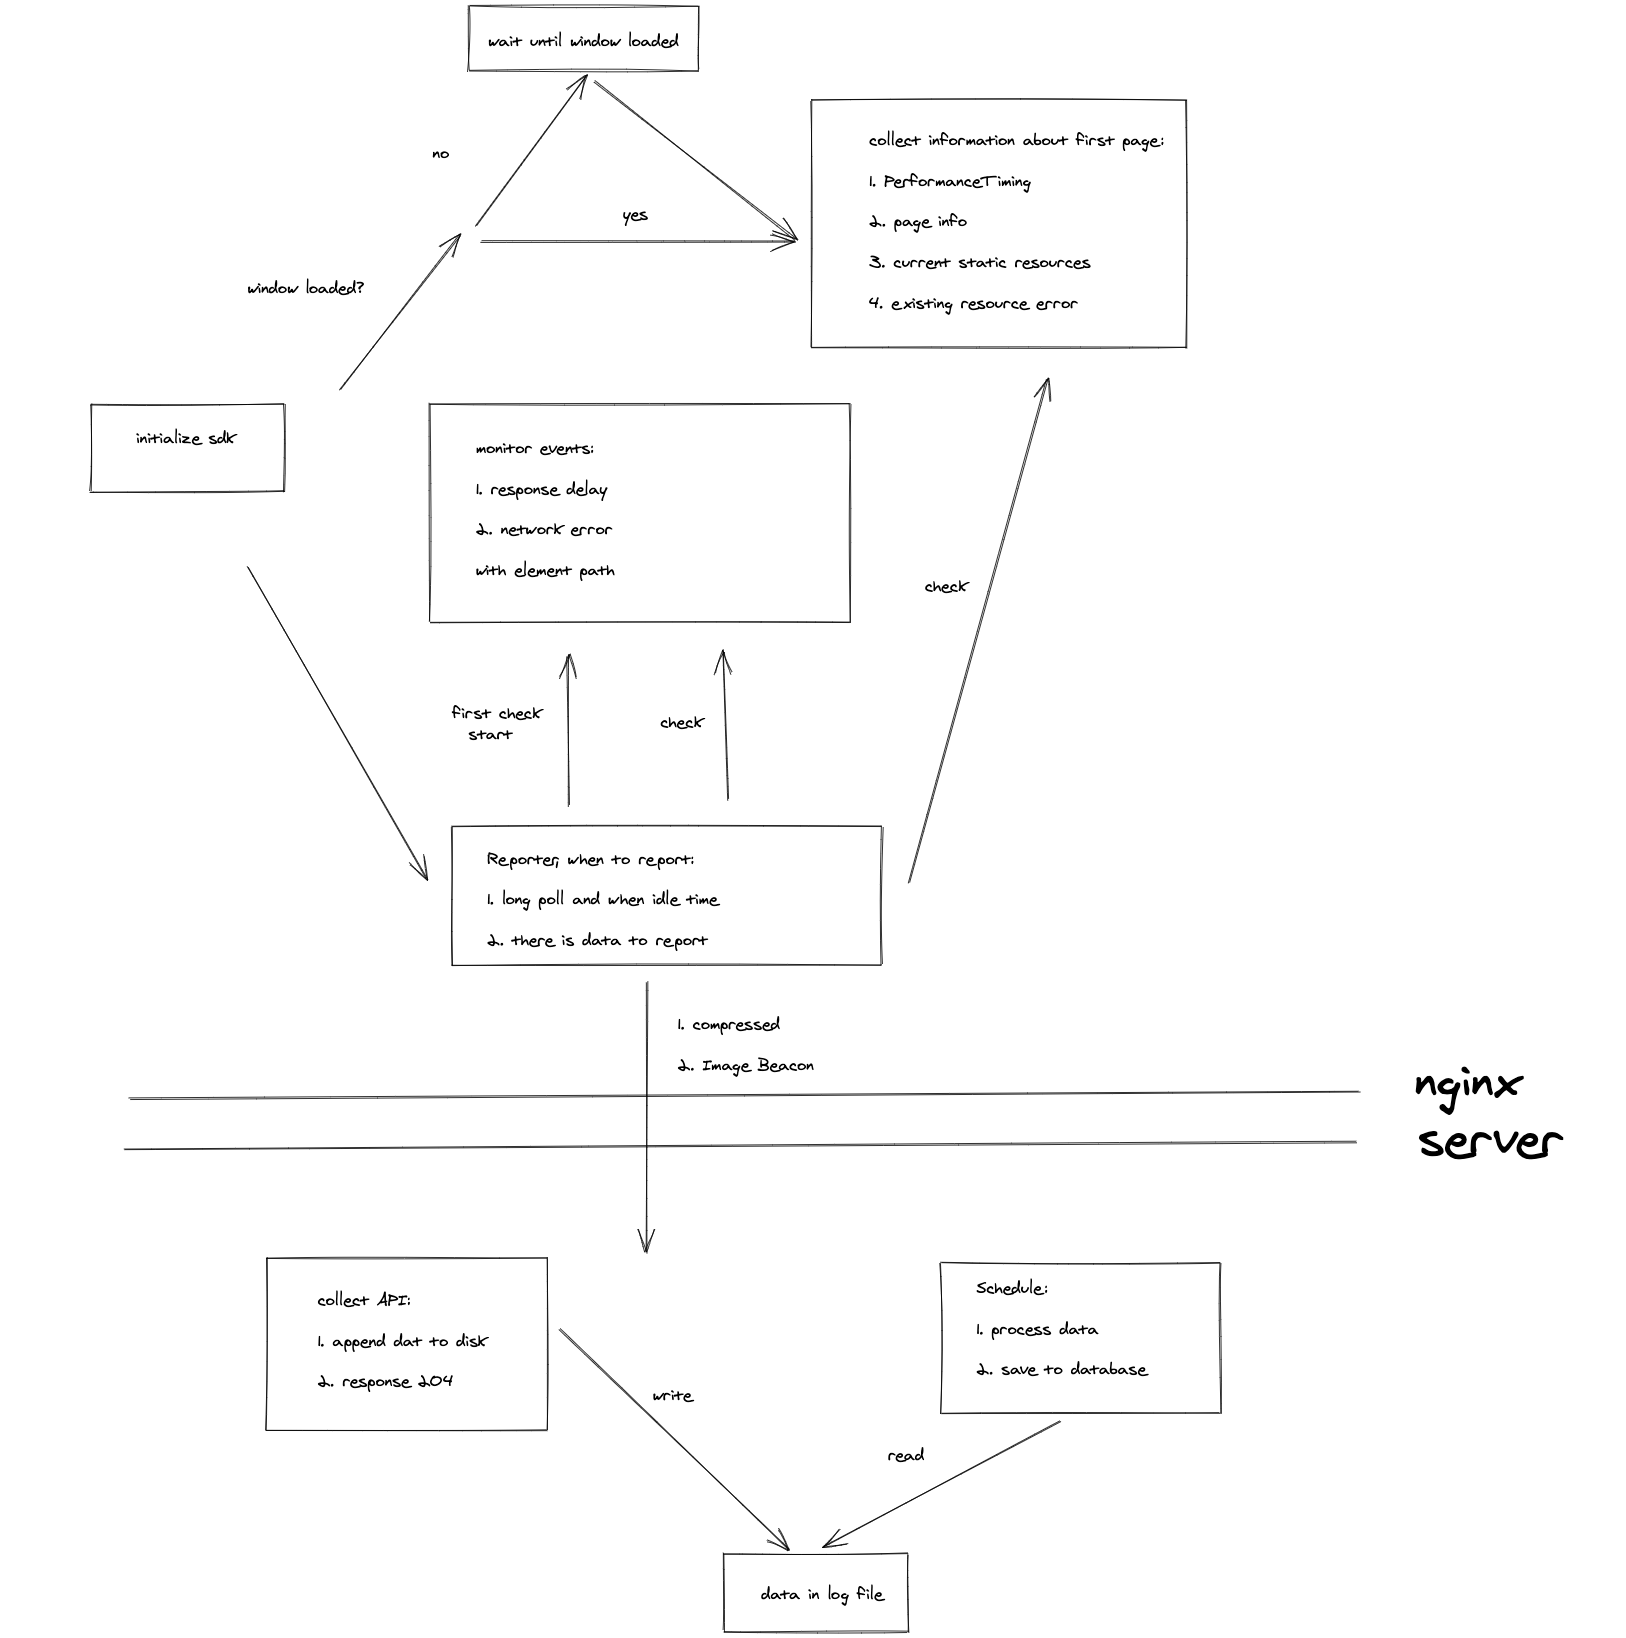 wait until window loaded
no
yes
window loaded?
collect information about first page:
1. PerformanceTiming
2. page info
3. current static resources
4. existing resource error
initialize sdk
monitor events:
1. response delay
2. network error
with element path
check
first check
start
check
Reporter, when to report:
1. long poll and when idle time
2. there is data to report
1. compressed
2. Image Beacon
nginx
server
collect API:
1. append dat to disk
2. response 204
Schedule:
1. process data
2. save to database
write
read
data in log file